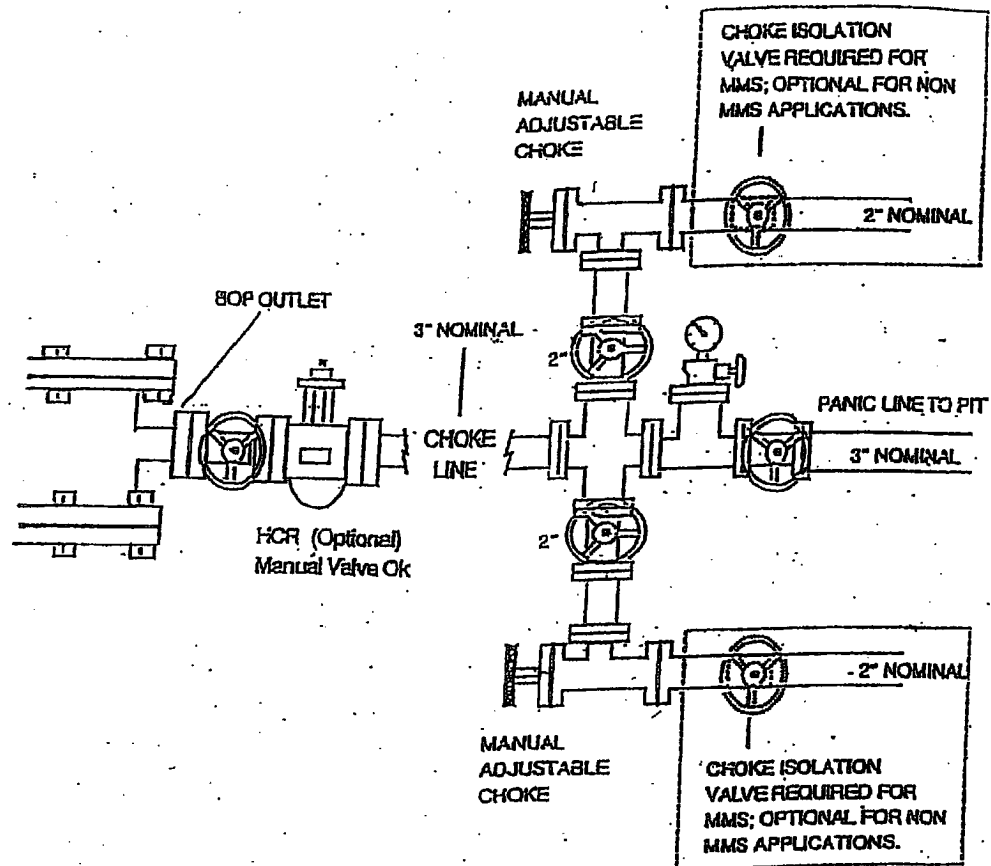 CHOKE ISOLATION
VALVE REQUIRED FOR
MMS; OPTIONAL FOR NON
MMS APPLICATIONS.
MANUAL
ADJUSTABLE
CHOKE
2" NOMINAL
BOP OUTLET
3" NOMINAL
2"
PANIC LINE TO PIT
CHOKE
LINE
3" NOMINAL
HCR (Optional)
Manual Valve Ok
2"
2" NOMINAL
MANUAL
ADJUSTABLE
CHOKE
CHOKE ISOLATION
VALVE REQUIRED FOR
MMS; OPTIONAL FOR NON
MMS APPLICATIONS.